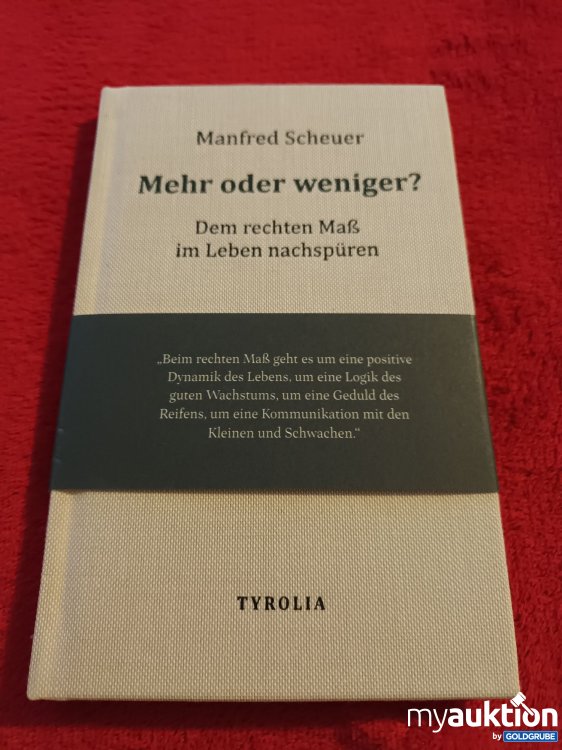 Manfred Scheuer
Mehr oder weniger?
Dem rechten Maß
im Leben nachspüren
„Beim rechten Maß geht es um eine positive
Dynamik des Lebens, um eine Logik des
guten Wachstums, um eine Geduld des
Reifens, um eine Kommunikation mit den
Kleinen und Schwachen.“
TYROLIA
myauktion
by GOLDGRUBE